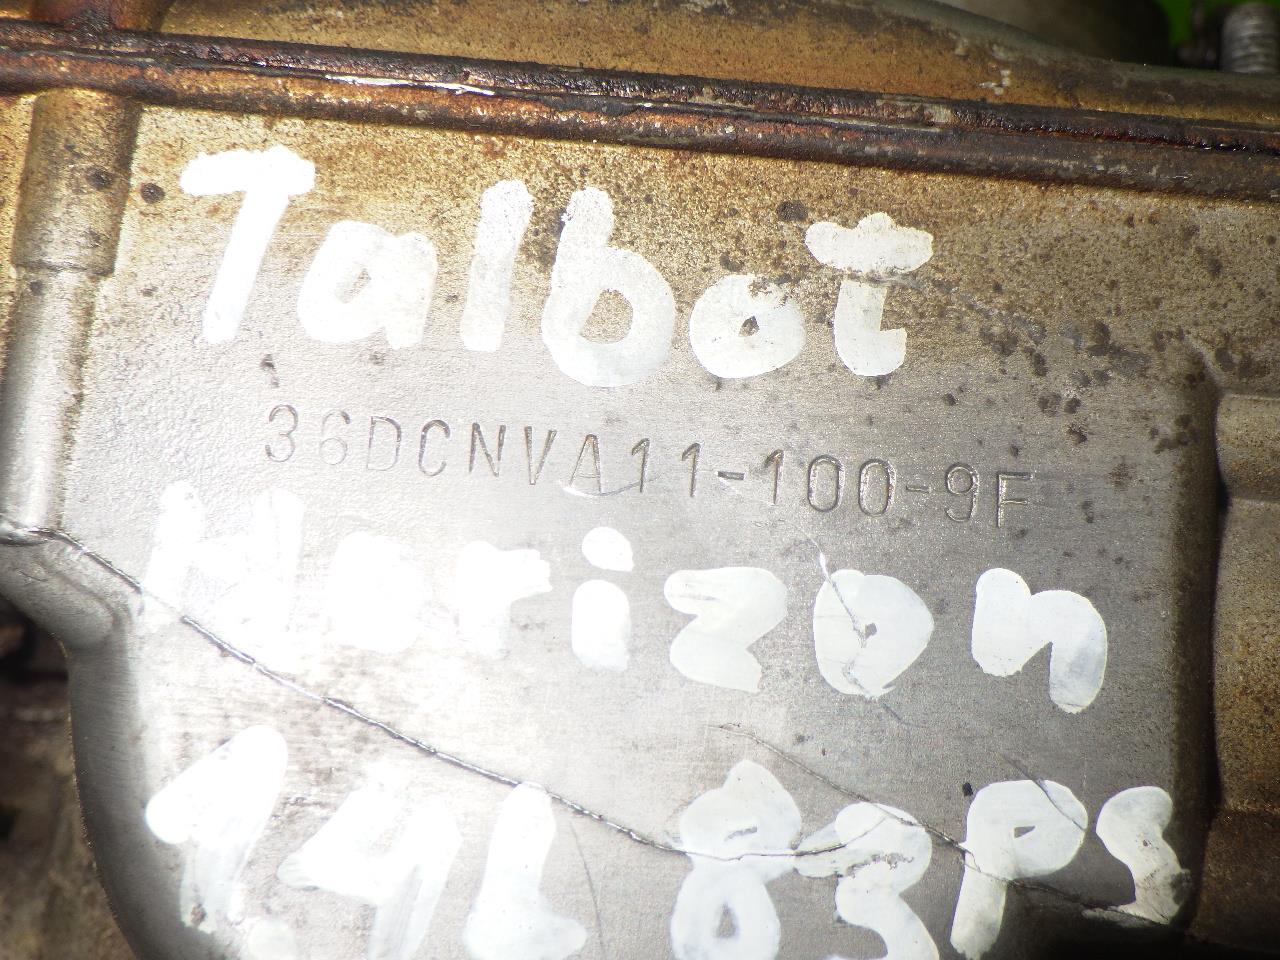 Talbot
36DCNVA11-100-9F
Horizon
1.4L 83PS